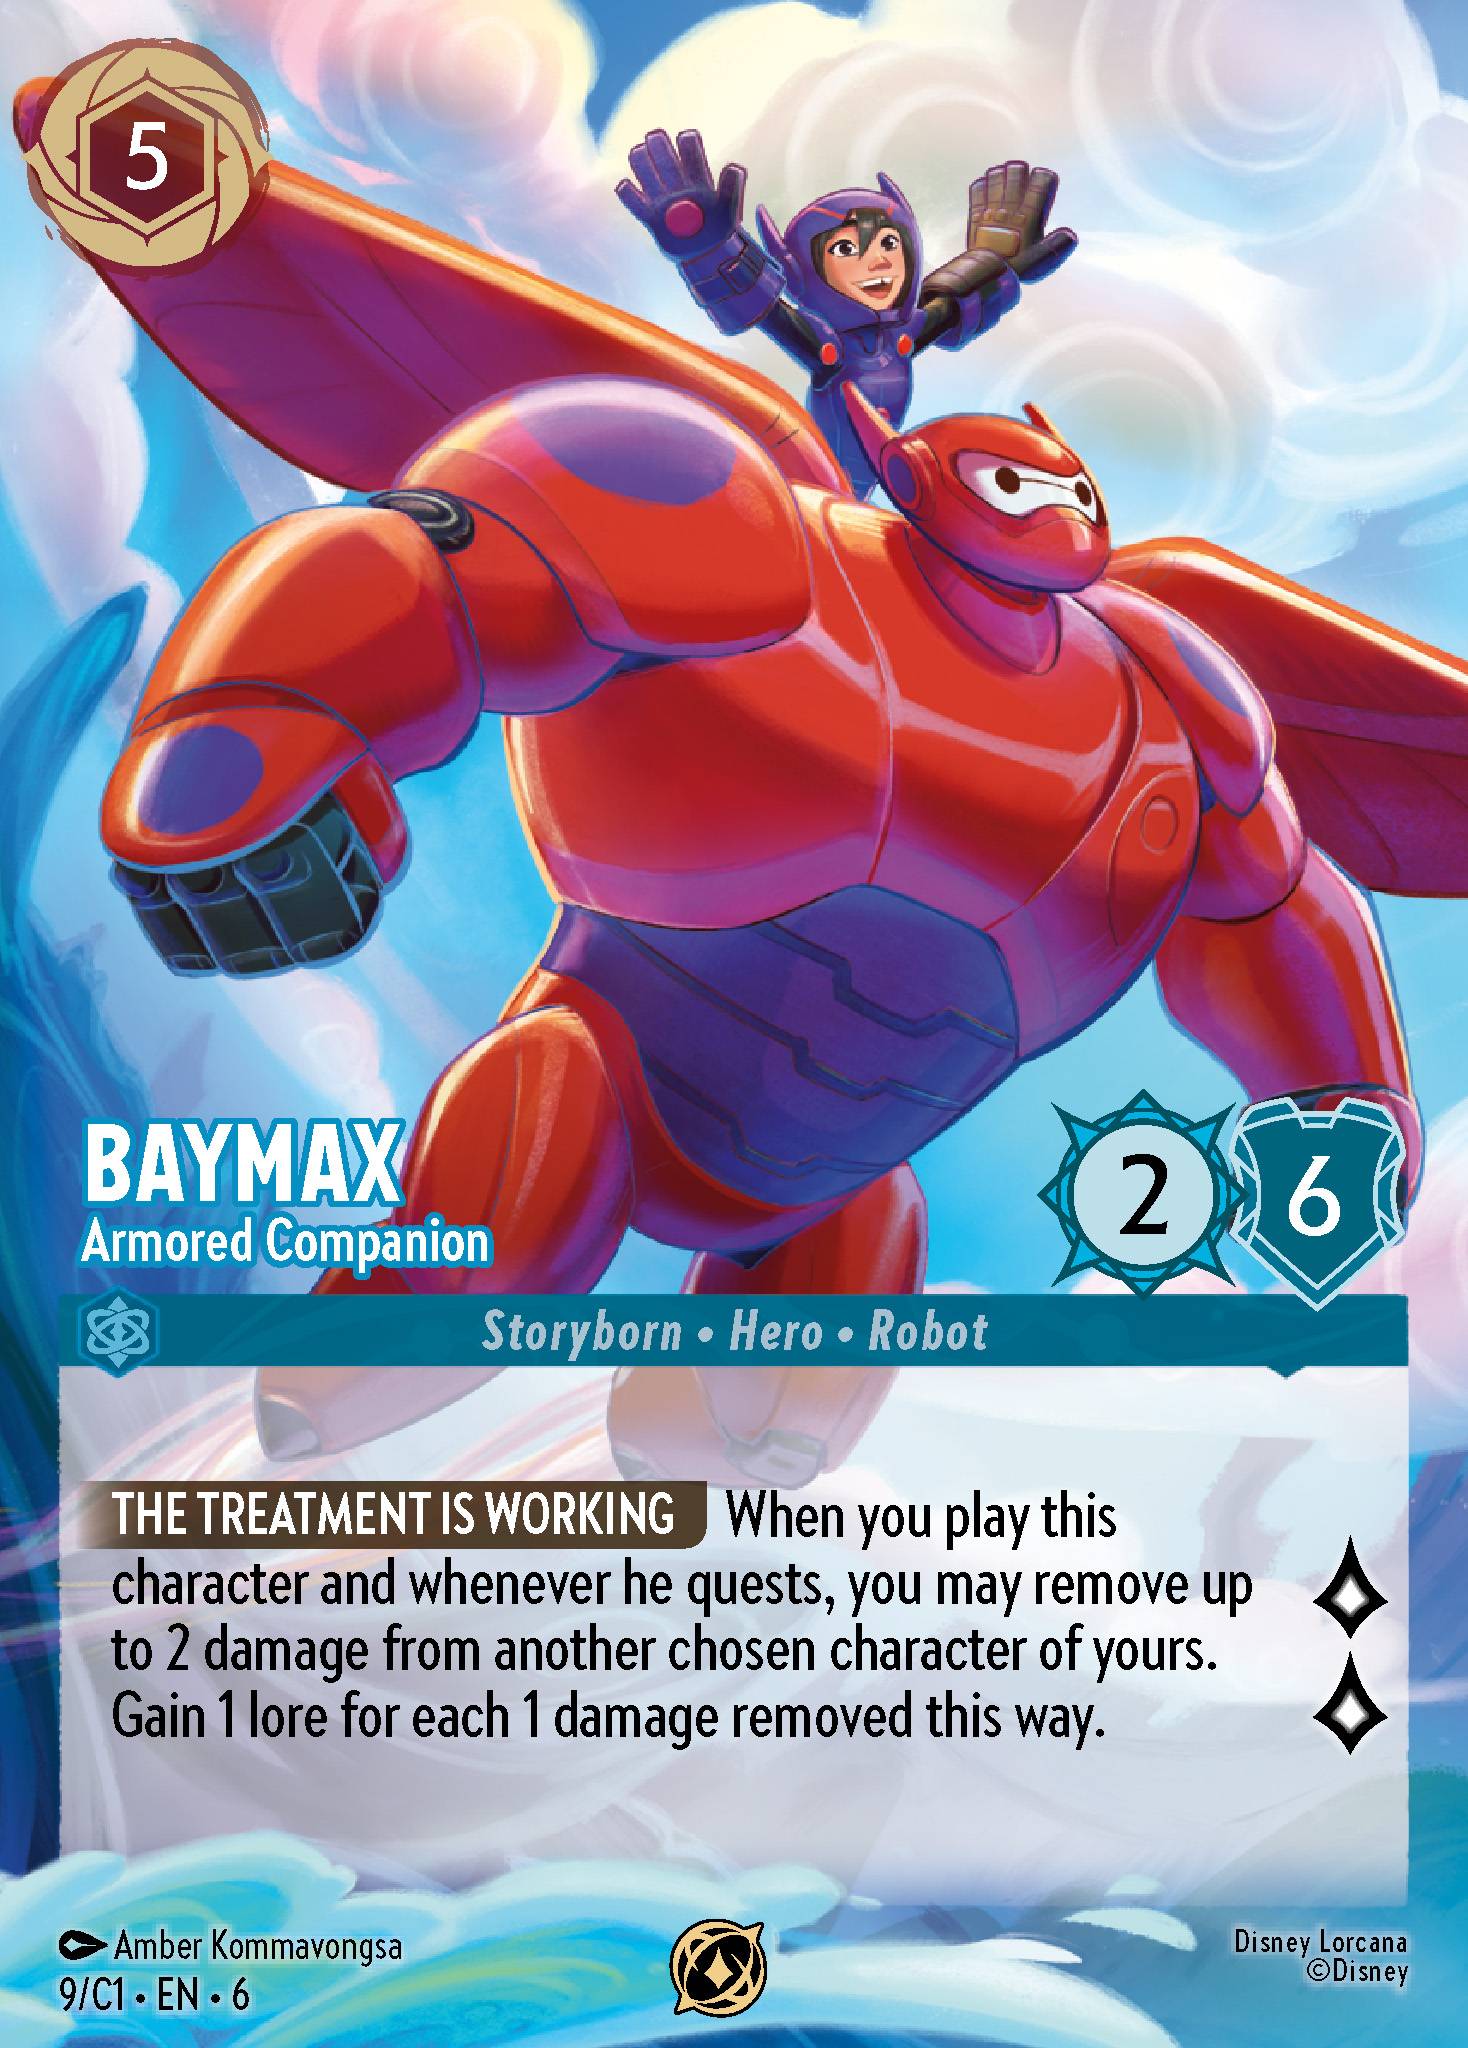 5
BAYMAX
Armored Companion
2 6
Storyborn • Hero • Robot
THE TREATMENT IS WORKING When you play this
character and whenever he quests, you may remove up
to 2 damage from another chosen character of yours.
Gain 1 lore for each 1 damage removed this way.
Amber Kommavongsa
9/C1 • EN • 6
Disney Lorcana
©Disney